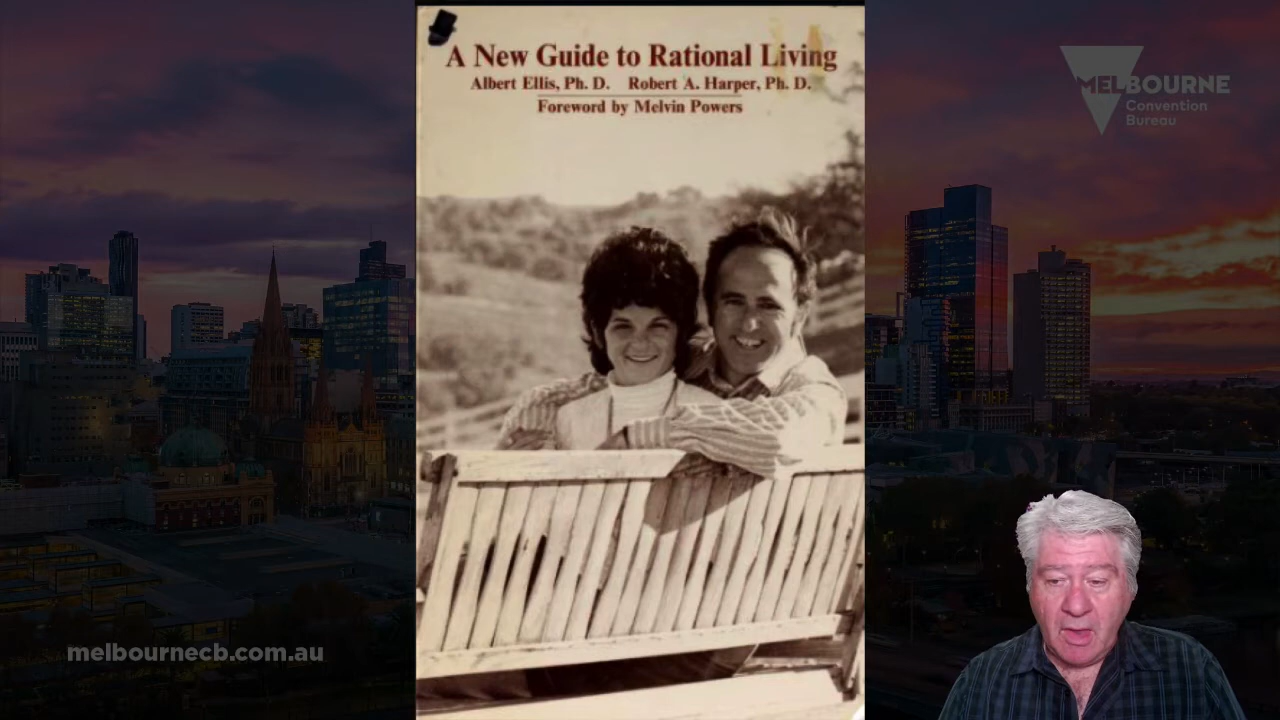 A New Guide to Rational Living
Albert Ellis, Ph. D. Robert A. Harper, Ph. D.
Foreword by Melvin Powers
MELBOURNE
Convention
Bureau
melbournecb.com.au